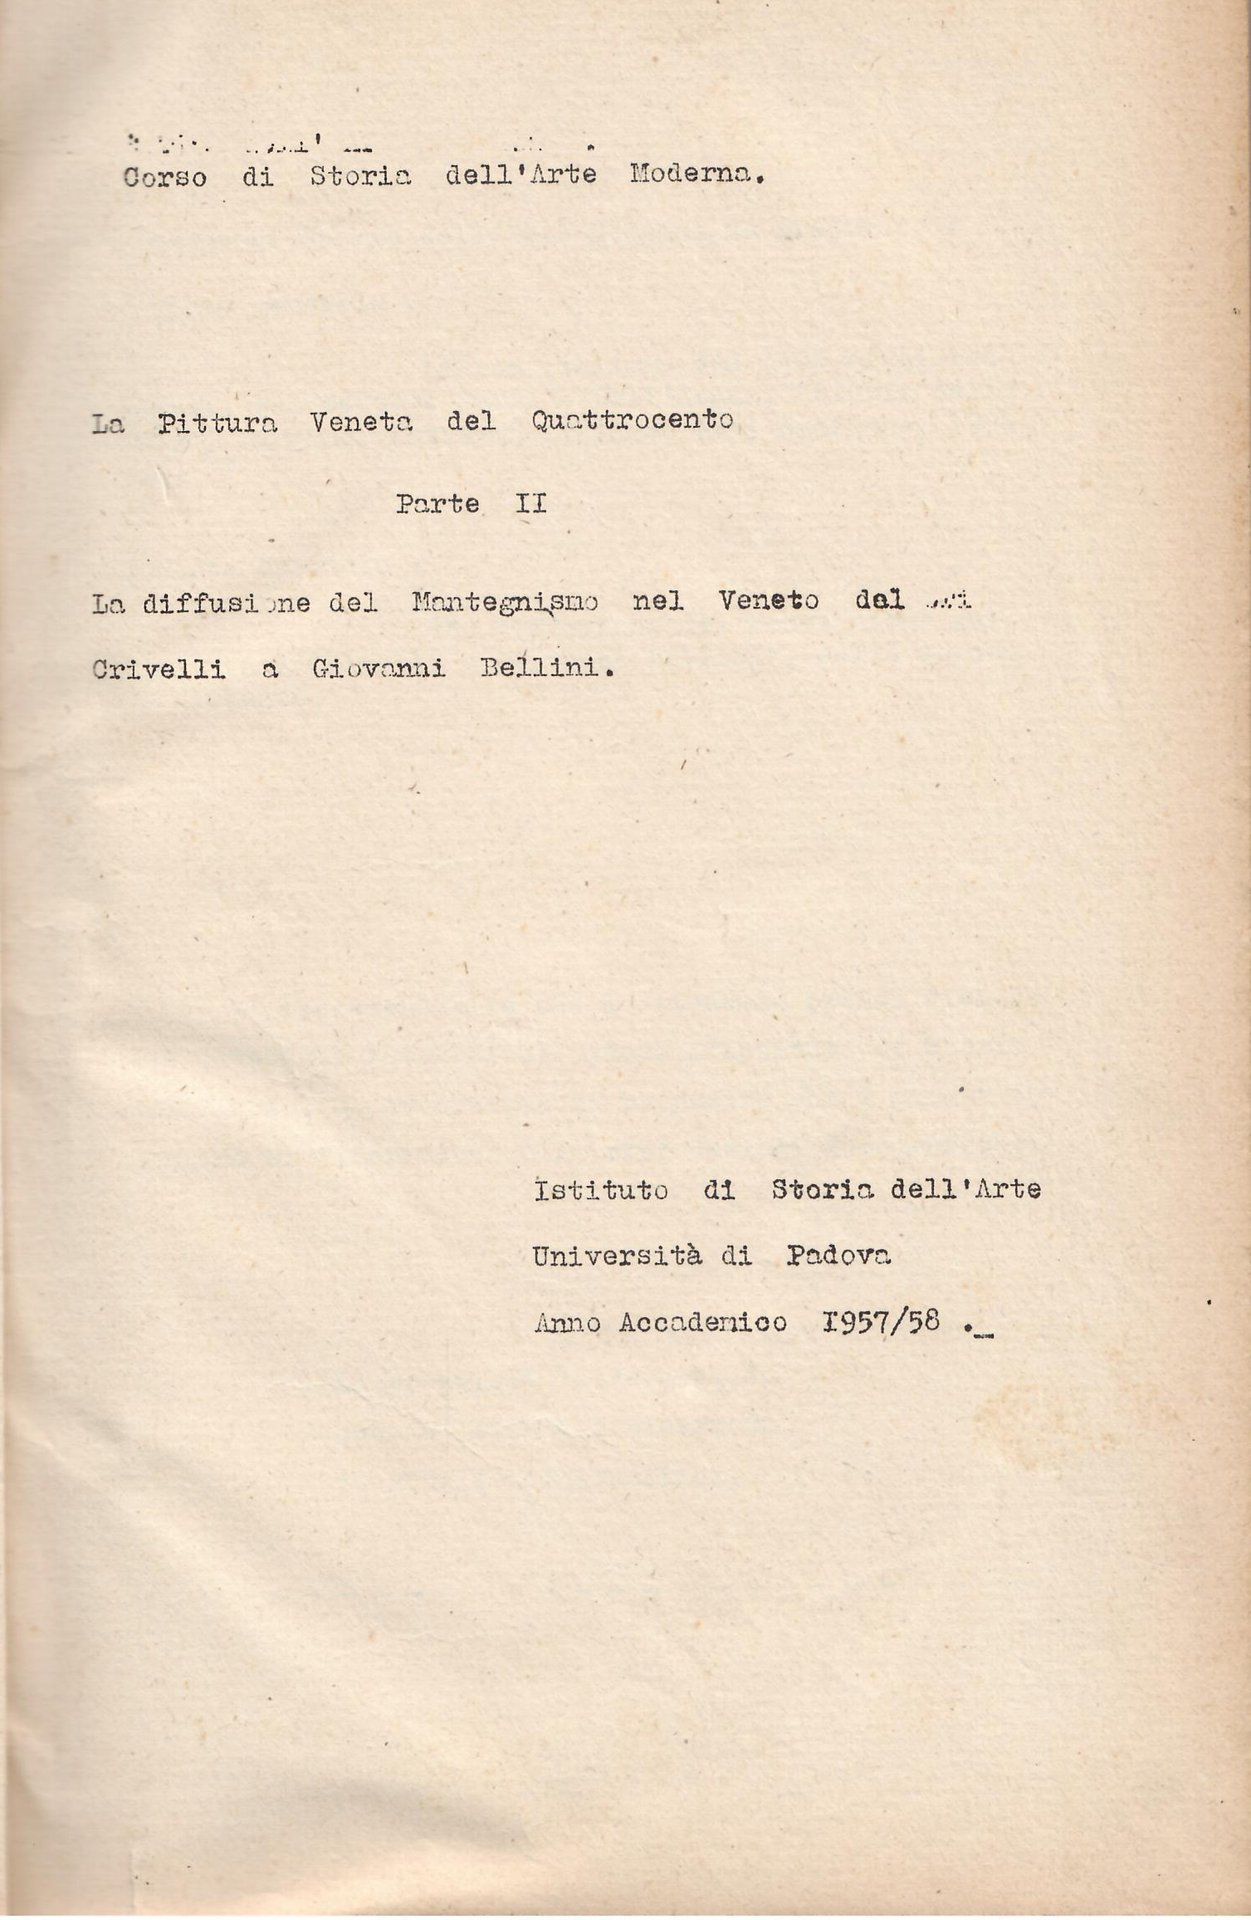 Corso di Storia dell'Arte Moderna.
La Pittura Veneta del Quattrocento
Parte II
La diffusione del Mantegnismo nel Veneto dal
Crivelli a Giovanni Bellini.
Istituto di Storia dell'Arte
Università di Padova
Anno Accademico I957/58 ._